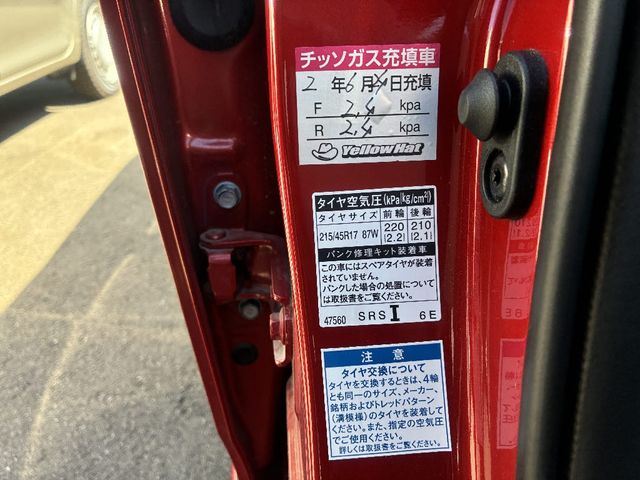 チッソガス充填車
2 年 6 月 日充填
F 2.4 kpa
R 2.4 kpa
YellowHat
タイヤ空気圧(kPa{kg/cm²})
タイヤサイズ 前輪 後輪
215/45R17 87W 220 210
{2.2} {2.1}
パンク修理キット装着車
この車にはスペアタイヤが装着
されていません。
パンクした場合の処置について
は取扱書をご覧ください。
47560 SRS I 6E
注 意
タイヤ交換について
タイヤを交換するときは、4輪
とも同一のサイズ、メーカー、
銘柄およびトレッドパターン
(溝模様)のタイヤを装着して
ください。また、指定の空気圧
でご使用ください。
詳しくは取扱書をご覧ください。